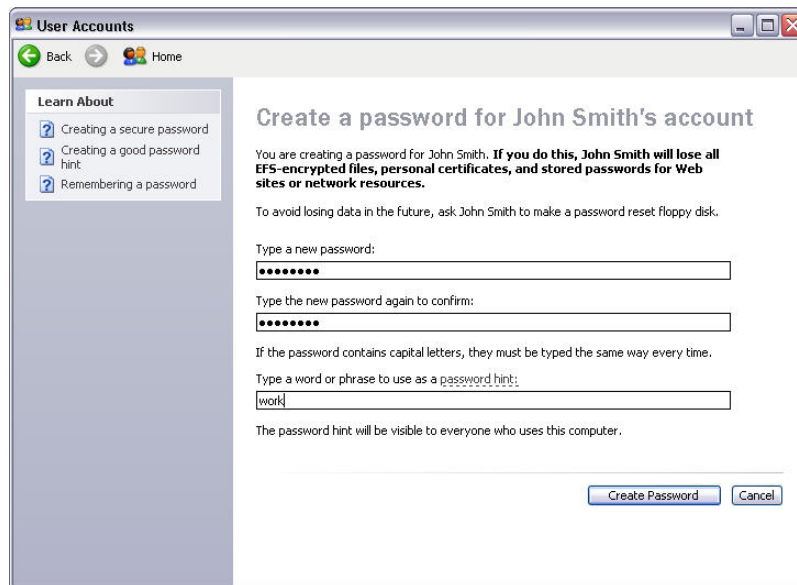 User Accounts
Back
Home
Learn About
Creating a secure password
Creating a good password
hint
Remembering a password
Create a password for John Smith's account
You are creating a password for John Smith. If you do this, John Smith will lose all
EFS-encrypted files, personal certificates, and stored passwords for Web
sites or network resources.
To avoid losing data in the future, ask John Smith to make a password reset floppy disk.
Type a new password:
●●●●●●●●
Type the new password again to confirm:
●●●●●●●●
If the password contains capital letters, they must be typed the same way every time.
Type a word or phrase to use as a password hint:
work
The password hint will be visible to everyone who uses this computer.
Create Password
Cancel